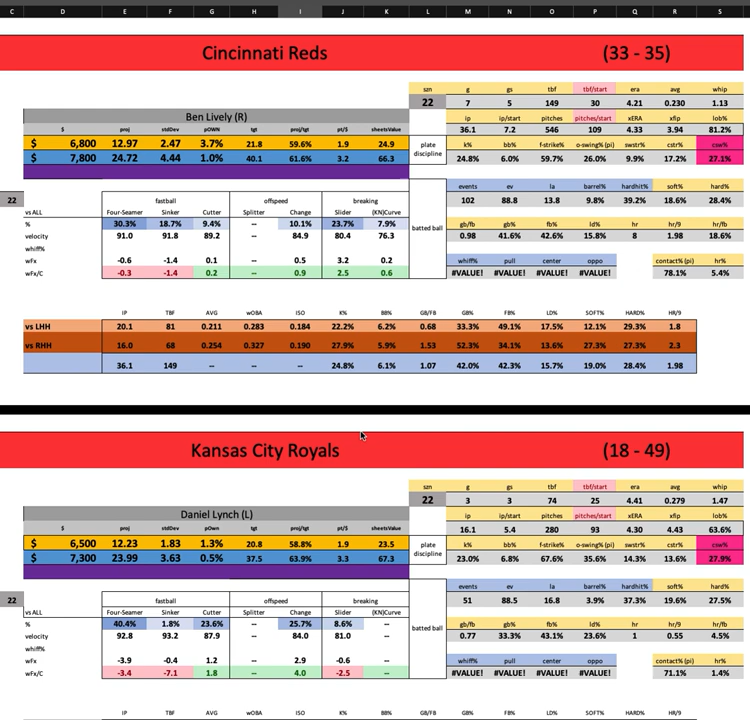 C D E F G H I J K L M N O P Q R S
Cincinnati Reds (33 - 35)
szn g gs tbf tbf/start era avg whip
22 7 5 149 30 4.21 0.230 1.13
Ben Lively (R) ip ip/start pitches pitches/start xERA xfip lob%
$ proj stdDev pOWN tgt proj/tgt pt/$ sheetsValue 36.1 7.2 546 109 4.33 3.94 81.2%
$ 6,800 12.97 2.47 3.7% 21.8 59.6% 1.9 24.9 plate discipline k% bb% f-strike% o-swing% (pi) swstr% cstr% csw%
$ 7,800 24.72 4.44 1.0% 40.1 61.6% 3.2 66.3 24.8% 6.0% 59.7% 26.0% 9.9% 17.2% 27.1%
events ev la barrel% hardhit% soft% hard%
22 fastball offspeed breaking 102 88.8 13.8 9.8% 39.2% 18.6% 28.4%
vs ALL Four-Seamer Sinker Cutter Splitter Change Slider (KN)Curve
% 30.3% 18.7% 9.4% -- 10.1% 23.7% 7.9% batted ball gb/fb gb% fb% ld% hr hr/9 hr/fb
velocity 91.0 91.8 89.2 -- 84.9 80.4 76.3 0.98 41.6% 42.6% 15.8% 8 1.98 18.6%
whiff%
wFx -0.6 -1.4 0.1 0.5 3.2 0.2 whiff% pull center oppo contact% (pi) hr%
wFx/C -0.3 -1.4 0.2 -- 0.9 2.5 0.6 #VALUE! #VALUE! #VALUE! #VALUE! 78.1% 5.4%
IP TBF AVG wOBA ISO K% BB% GB/FB GB% FB% LD% SOFT% HARD% HR/9
vs LHH 20.1 81 0.211 0.283 0.184 22.2% 6.2% 0.68 33.3% 49.1% 17.5% 12.1% 29.3% 1.8
vs RHH 16.0 68 0.254 0.327 0.190 27.9% 5.9% 1.53 52.3% 34.1% 13.6% 27.3% 27.3% 2.3
36.1 149 -- -- -- 24.8% 6.1% 1.07 42.0% 42.3% 15.7% 19.0% 28.4% 1.98
Kansas City Royals (18 - 49)
szn g gs tbf tbf/start era avg whip
22 3 3 74 25 4.41 0.279 1.47
Daniel Lynch (L) ip ip/start pitches pitches/start xERA xfip lob%
$ proj stdDev pOwn tgt proj/tgt pt/$ sheetsValue 16.1 5.4 280 93 4.30 4.43 63.6%
$ 6,500 12.23 1.83 1.3% 20.8 58.8% 1.9 23.5 plate discipline k% bb% f-strike% o-swing% (pi) swstr% cstr% csw%
$ 7,300 23.99 3.63 0.5% 37.5 63.9% 3.3 67.3 23.0% 6.8% 67.6% 35.6% 14.3% 13.6% 27.9%
events ev la barrel% hardhit% soft% hard%
22 fastball offspeed breaking 51 88.5 16.8 3.9% 37.3% 19.6% 27.5%
vs ALL Four-Seamer Sinker Cutter Splitter Change Slider (KN)Curve
% 40.4% 1.8% 23.6% -- 25.7% 8.6% -- batted ball gb/fb gb% fb% ld% hr hr/9 hr/fb
velocity 92.8 93.2 87.9 -- 84.0 81.0 -- 0.77 33.3% 43.1% 23.6% 1 0.55 4.5%
whiff%
wFx -3.9 -0.4 1.2 2.9 -0.6 -- whiff% pull center oppo contact% (pi) hr%
wFx/C -3.4 -7.1 1.8 -- 4.0 -2.5 -- #VALUE! #VALUE! #VALUE! #VALUE! 71.1% 1.4%
IP TBF AVG wOBA ISO K% BB% GB/FB GB% FB% LD% SOFT% HARD% HR/9